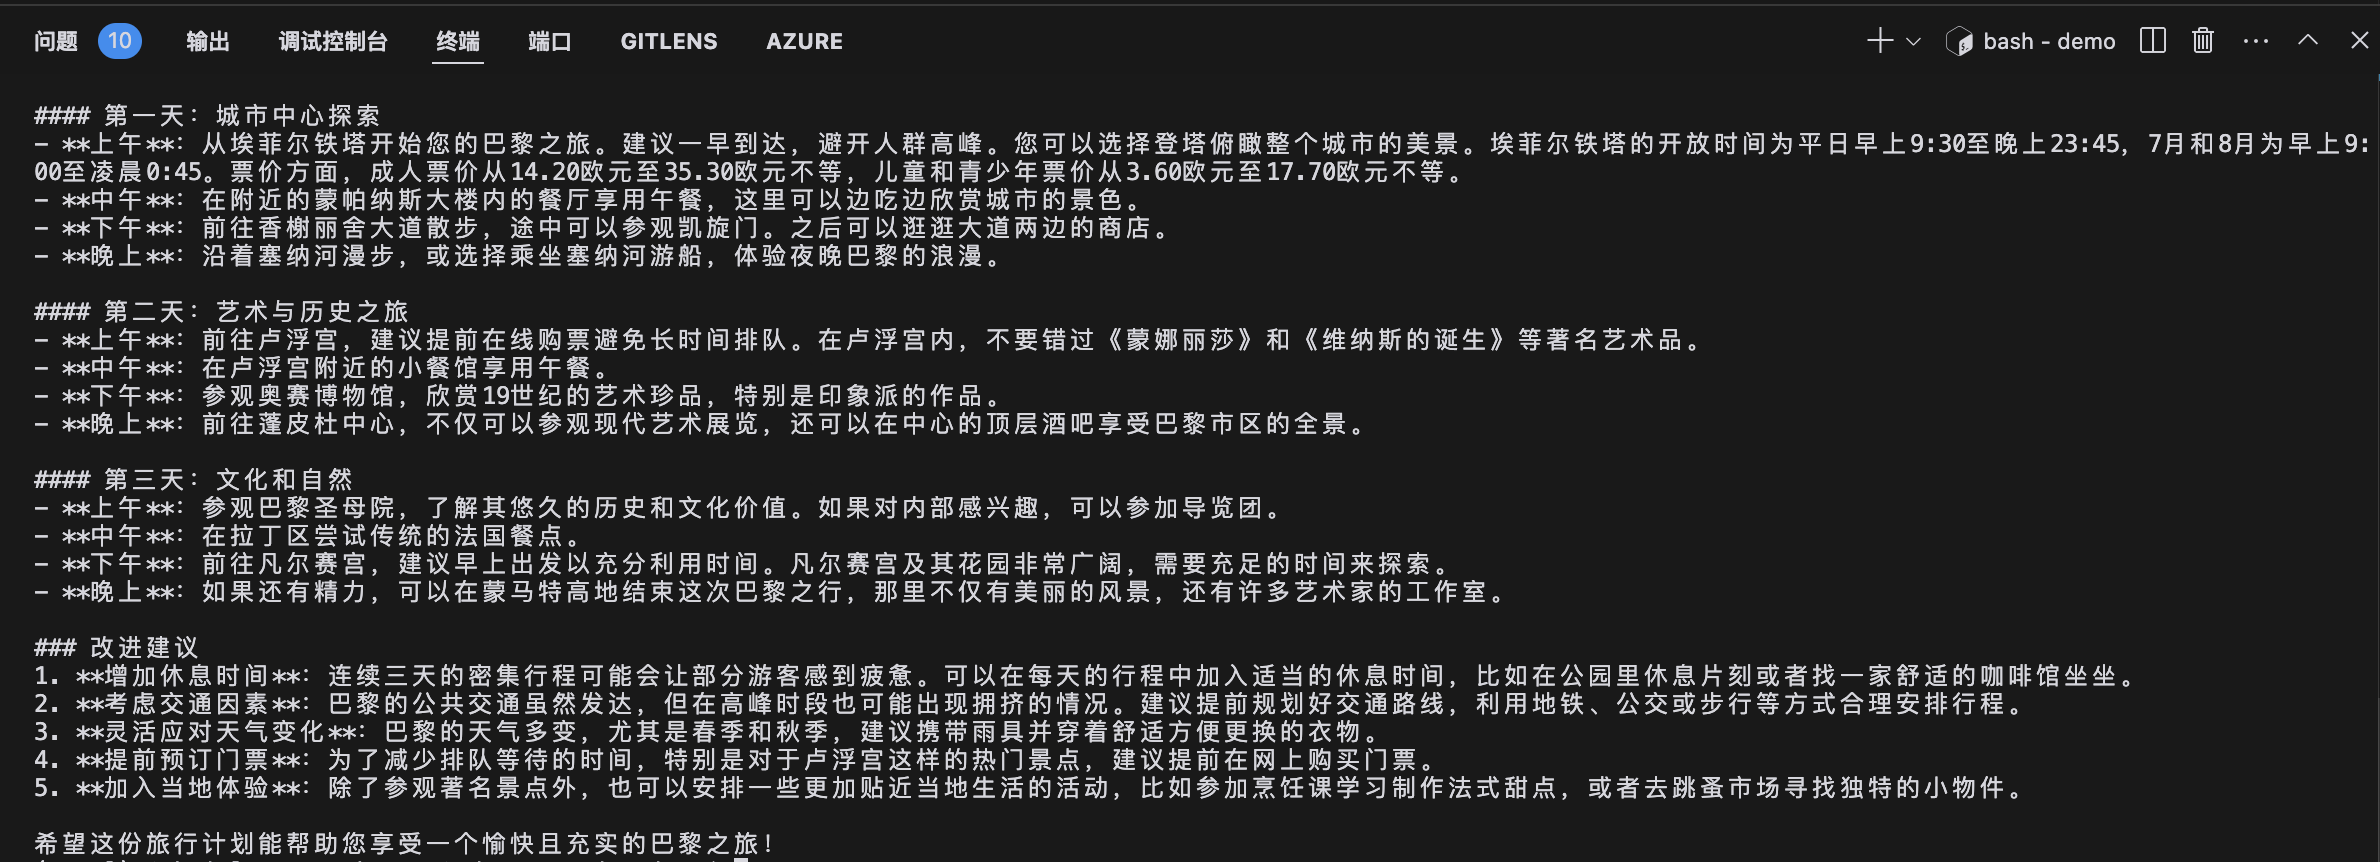 问题 10 输出 调试控制台 终端 端口 GITLENS AZURE bash - demo
#### 第一天：城市中心探索
- **上午**：从埃菲尔铁塔开始您的巴黎之旅。建议一早到达，避开人群高峰。您可以选择登塔俯瞰整个城市的美景。埃菲尔铁塔的开放时间为平日早上9:30至晚上23:45，7月和8月为早上9:
00至凌晨0:45。票价方面，成人票价从14.20欧元至35.30欧元不等，儿童和青少年票价从3.60欧元至17.70欧元不等。
- **中午**：在附近的蒙帕纳斯大楼内的餐厅享用午餐，这里可以边吃边欣赏城市的景色。
- **下午**：前往香榭丽舍大道散步，途中可以参观凯旋门。之后可以逛逛大道两边的商店。
- **晚上**：沿着塞纳河漫步，或选择乘坐塞纳河游船，体验夜晚巴黎的浪漫。
#### 第二天：艺术与历史之旅
- **上午**：前往卢浮宫，建议提前在线购票避免长时间排队。在卢浮宫内，不要错过《蒙娜丽莎》和《维纳斯的诞生》等著名艺术品。
- **中午**：在卢浮宫附近的小餐馆享用午餐。
- **下午**：参观奥赛博物馆，欣赏19世纪的艺术珍品，特别是印象派的作品。
- **晚上**：前往蓬皮杜中心，不仅可以参观现代艺术展览，还可以在中心的顶层酒吧享受巴黎市区的全景。
#### 第三天：文化和自然
- **上午**：参观巴黎圣母院，了解其悠久的历史和文化价值。如果对内部感兴趣，可以参加导览团。
- **中午**：在拉丁区尝试传统的法国餐点。
- **下午**：前往凡尔赛宫，建议早上出发以充分利用时间。凡尔赛宫及其花园非常广阔，需要充足的时间来探索。
- **晚上**：如果还有精力，可以在蒙马特高地结束这次巴黎之行，那里不仅有美丽的风景，还有许多艺术家的工作室。
### 改进建议
1. **增加休息时间**：连续三天的密集行程可能会让部分游客感到疲惫。可以在每天的行程中加入适当的休息时间，比如在公园里休息片刻或者找一家舒适的咖啡馆坐坐。
2. **考虑交通因素**：巴黎的公共交通虽然发达，但在高峰时段也可能出现拥挤的情况。建议提前规划好交通路线，利用地铁、公交或步行等方式合理安排行程。
3. **灵活应对天气变化**：巴黎的天气多变，尤其是春季和秋季，建议携带雨具并穿着舒适方便更换的衣物。
4. **提前预订门票**：为了减少排队等待的时间，特别是对于卢浮宫这样的热门景点，建议提前在网上购买门票。
5. **加入当地体验**：除了参观著名景点外，也可以安排一些更加贴近当地生活的活动，比如参加烹饪课学习制作法式甜点，或者去跳蚤市场寻找独特的小物件。
希望这份旅行计划能帮助您享受一个愉快且充实的巴黎之旅！